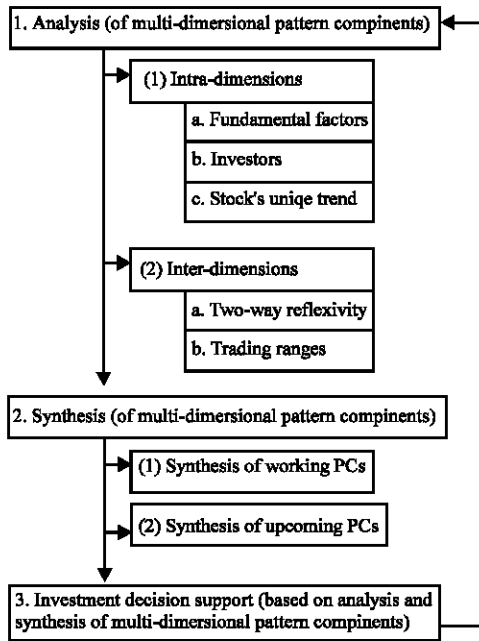 1. Analysis (of multi-dimersional pattern compinents)
(1) Intra-dimensions
a. Fundamental factors
b. Investors
c. Stock's uniqe trend
(2) Inter-dimensions
a. Two-way reflexivity
b. Trading ranges
2. Synthesis (of multi-dimersional pattern compinents)
(1) Synthesis of working PCs
(2) Synthesis of upcoming PCs
3. Investment decision support (based on analysis and
synthesis of multi-dimersional pattern compinents)